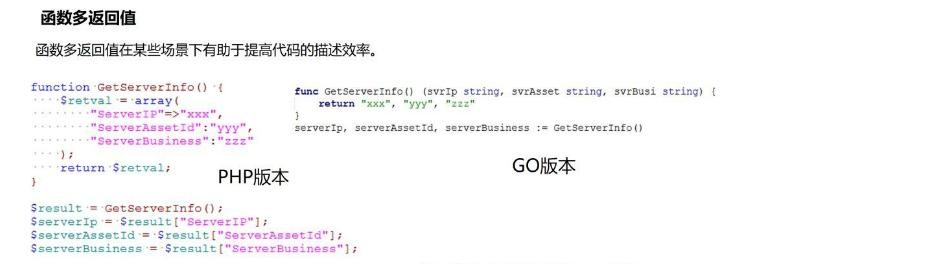 函数多返回值
函数多返回值在某些场景下有助于提高代码的描述效率。
function GetServerInfo() {
    $retval = array(
        "ServerIP"=>"xxx",
        "ServerAssetId":"yyy",
        "ServerBusiness":"zzz"
    );
    return $retval;
}
PHP版本
$result = GetServerInfo();
$serverIp = $result["ServerIP"];
$serverAssetId = $result["ServerAssetId"];
$serverBusiness = $result["ServerBusiness"];
func GetServerInfo() (svrIp string, svrAsset string, svrBusi string) {
    return "xxx", "yyy", "zzz"
}
serverIp, serverAssetId, serverBusiness := GetServerInfo()
GO版本